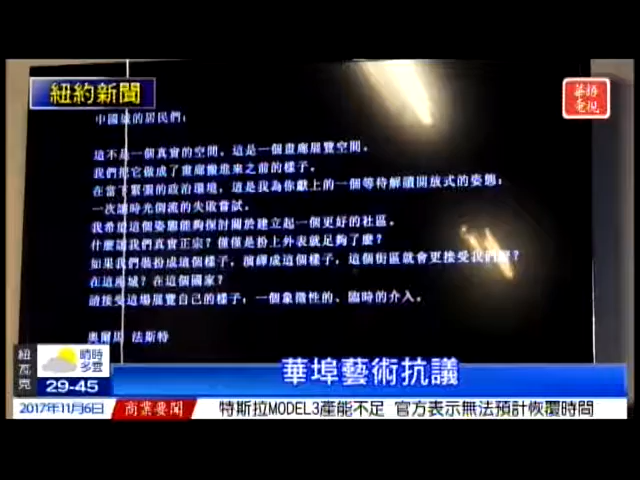 紐約新聞
華語
電視
中國城的居民們：
這不是一個真實的空間。這是一個畫廊展覽空間。
我們把它做成了畫廊搬進來之前的樣子。
在當下緊張的政治環境，這是我為你獻上的一個等待解讀開放式的姿態；
一次讓時光倒流的失敗嘗試。
我希望這個姿態能夠探討關於建立起一個更好的社區。
什麼讓我們真實正宗？僅僅是扮上外表就足夠了麼？
如果我們裝扮成這個樣子，演繹成這個樣子，這個街區就會更接受我們麼？
在這座城？在這個國家？
請接受這場展覽自己的樣子：一個象徵性的、臨時的介入。
奧爾馬 法斯特
紐瓦克
晴時
多雲
29-45
華埠藝術抗議
2017年11月6日
商業要聞
特斯拉MODEL3產能不足 官方表示無法預計恢覆時間